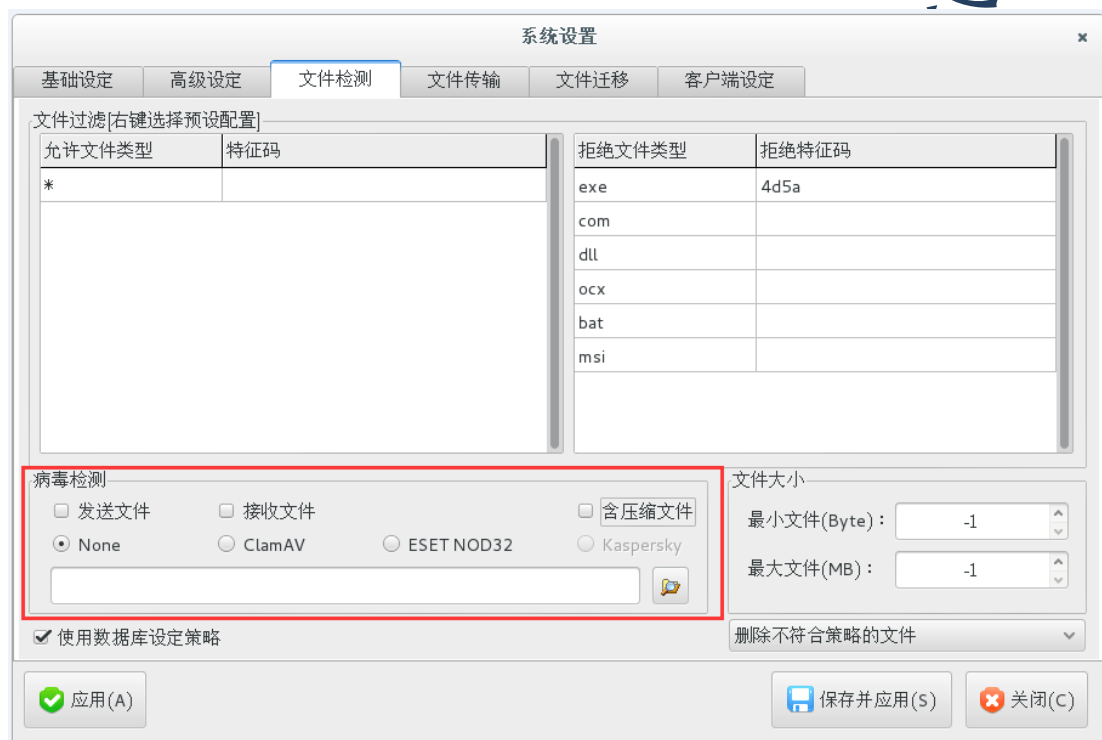 系统设置
基础设定 高级设定 文件检测 文件传输 文件迁移 客户端设定
文件过滤[右键选择预设配置]
允许文件类型 特征码 拒绝文件类型 拒绝特征码
* exe 4d5a
com
dll
ocx
bat
msi
病毒检测 文件大小
发送文件 接收文件 含压缩文件 最小文件(Byte)： -1
None ClamAV ESET NOD32 Kaspersky
最大文件(MB)： -1
使用数据库设定策略 删除不符合策略的文件
应用(A) 保存并应用(S) 关闭(C)